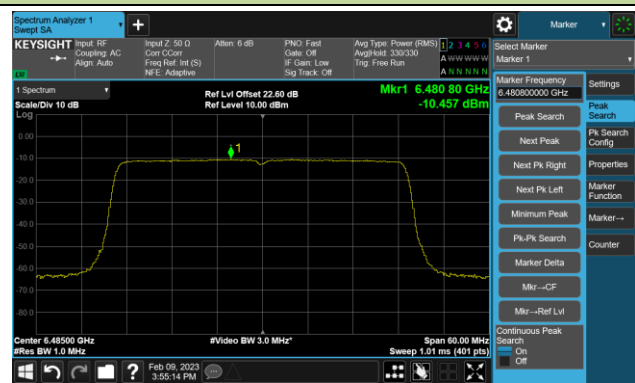 Spectrum Analyzer 1
Swept SA
+
Marker
KEYSIGHT
Input: RF
Coupling: AC
Align: Auto
Input Z: 50 Ω
Corr CCorr
Freq Ref: Int (S)
NFE: Adaptive
Atten: 6 dB
PNO: Fast
Gate: Off
IF Gain: Low
Sig Track: Off
Avg Type: Power (RMS)
Avg|Hold: 330/330
Trig: Free Run
1 2 3 4 5 6
A W W W W W
A N N N N N
Select Marker
Marker 1
LXI
1 Spectrum
Scale/Div 10 dB
Log
Ref Lvl Offset 22.60 dB
Ref Level 10.00 dBm
Mkr1 6.480 80 GHz
-10.457 dBm
1
0.00
-10.0
-20.0
-30.0
-40.0
-50.0
-60.0
-70.0
-80.0
Center 6.48500 GHz
#Res BW 1.0 MHz
#Video BW 3.0 MHz*
Span 60.00 MHz
Sweep 1.01 ms (401 pts)
Marker Frequency
6.480800000 GHz
Peak Search
Next Peak
Next Pk Right
Next Pk Left
Minimum Peak
Pk-Pk Search
Marker Delta
Mkr→CF
Mkr→Ref Lvl
Continuous Peak
Search
On
Off
Settings
Peak
Search
Pk Search
Config
Properties
Marker
Function
Marker→
Counter
?
Feb 09, 2023
3:55:14 PM